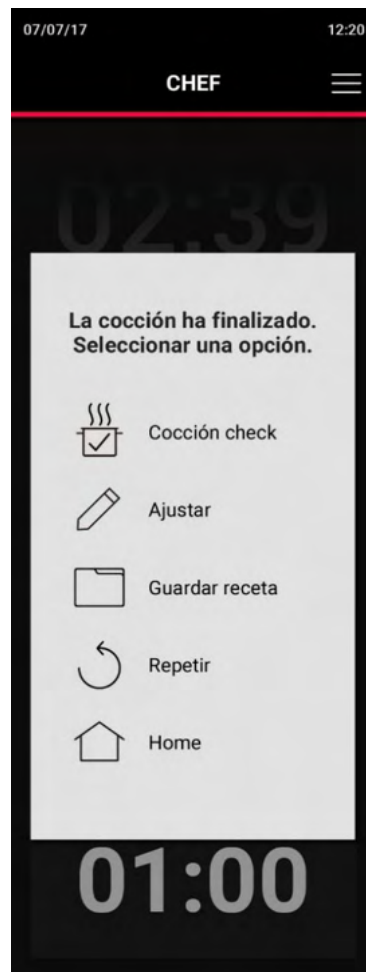 07/07/17 12:20
CHEF
02:39
La cocción ha finalizado.
Seleccionar una opción.
Cocción check
Ajustar
Guardar receta
Repetir
Home
01:00